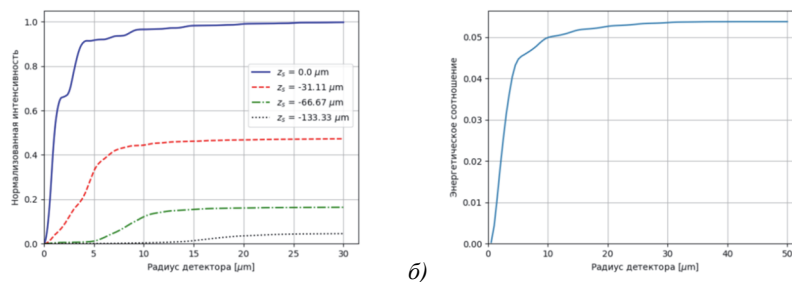 1.0
0.8
0.6
0.4
0.2
0.0
Нормализованная интенсивность
z_s = 0.0 μm
z_s = -31.11 μm
z_s = -66.67 μm
z_s = -133.33 μm
0 5 10 15 20 25 30
Радиус детектора [μm]
б)
0.05
0.04
0.03
0.02
0.01
0.00
Энергетическое соотношение
0 10 20 30 40 50
Радиус детектора [μm]